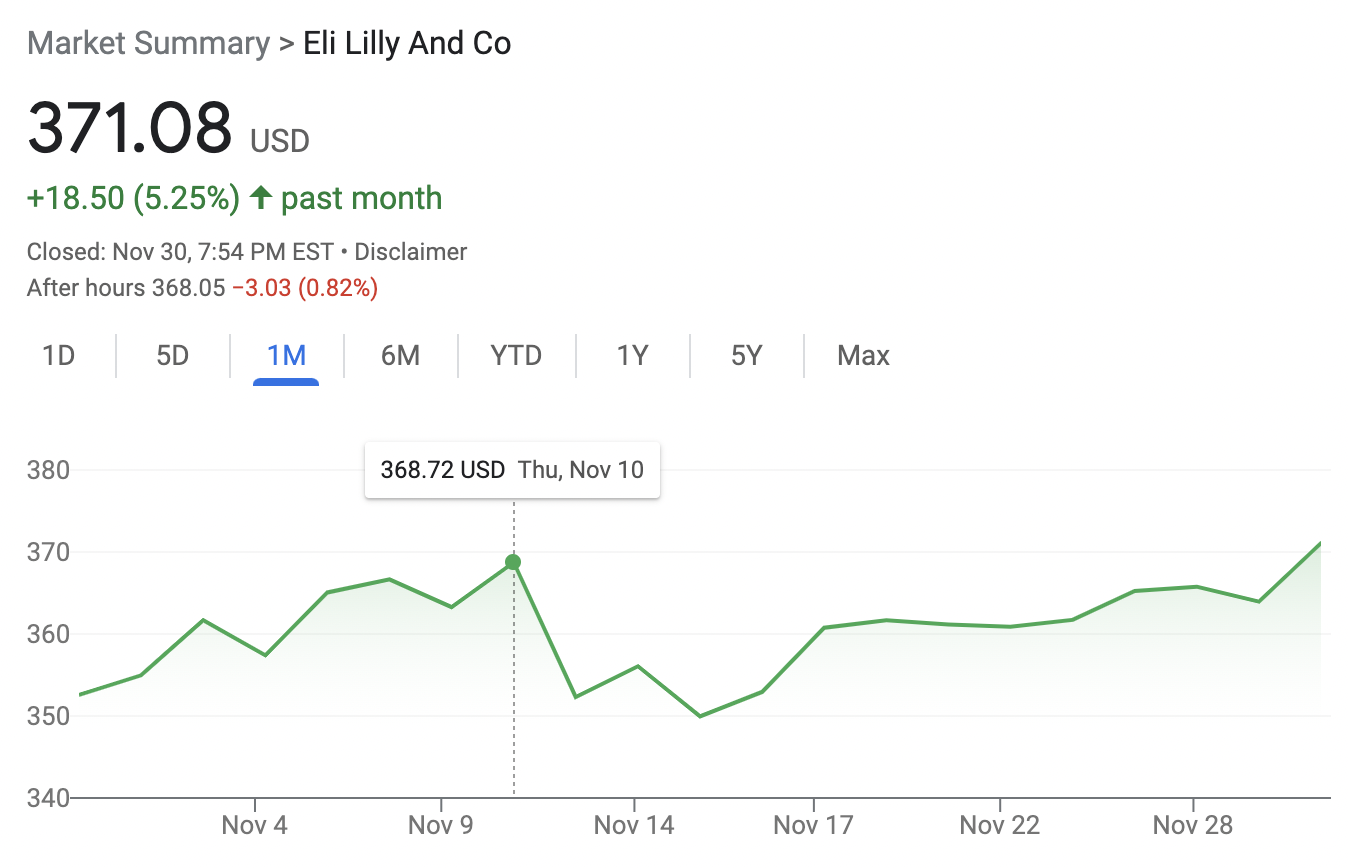 Market Summary > Eli Lilly And Co
371.08 USD
+18.50 (5.25%) ↑ past month
Closed: Nov 30, 7:54 PM EST • Disclaimer
After hours 368.05 −3.03 (0.82%)
1D 5D 1M 6M YTD 1Y 5Y Max
368.72 USD Thu, Nov 10
380
370
360
350
340
Nov 4 Nov 9 Nov 14 Nov 17 Nov 22 Nov 28